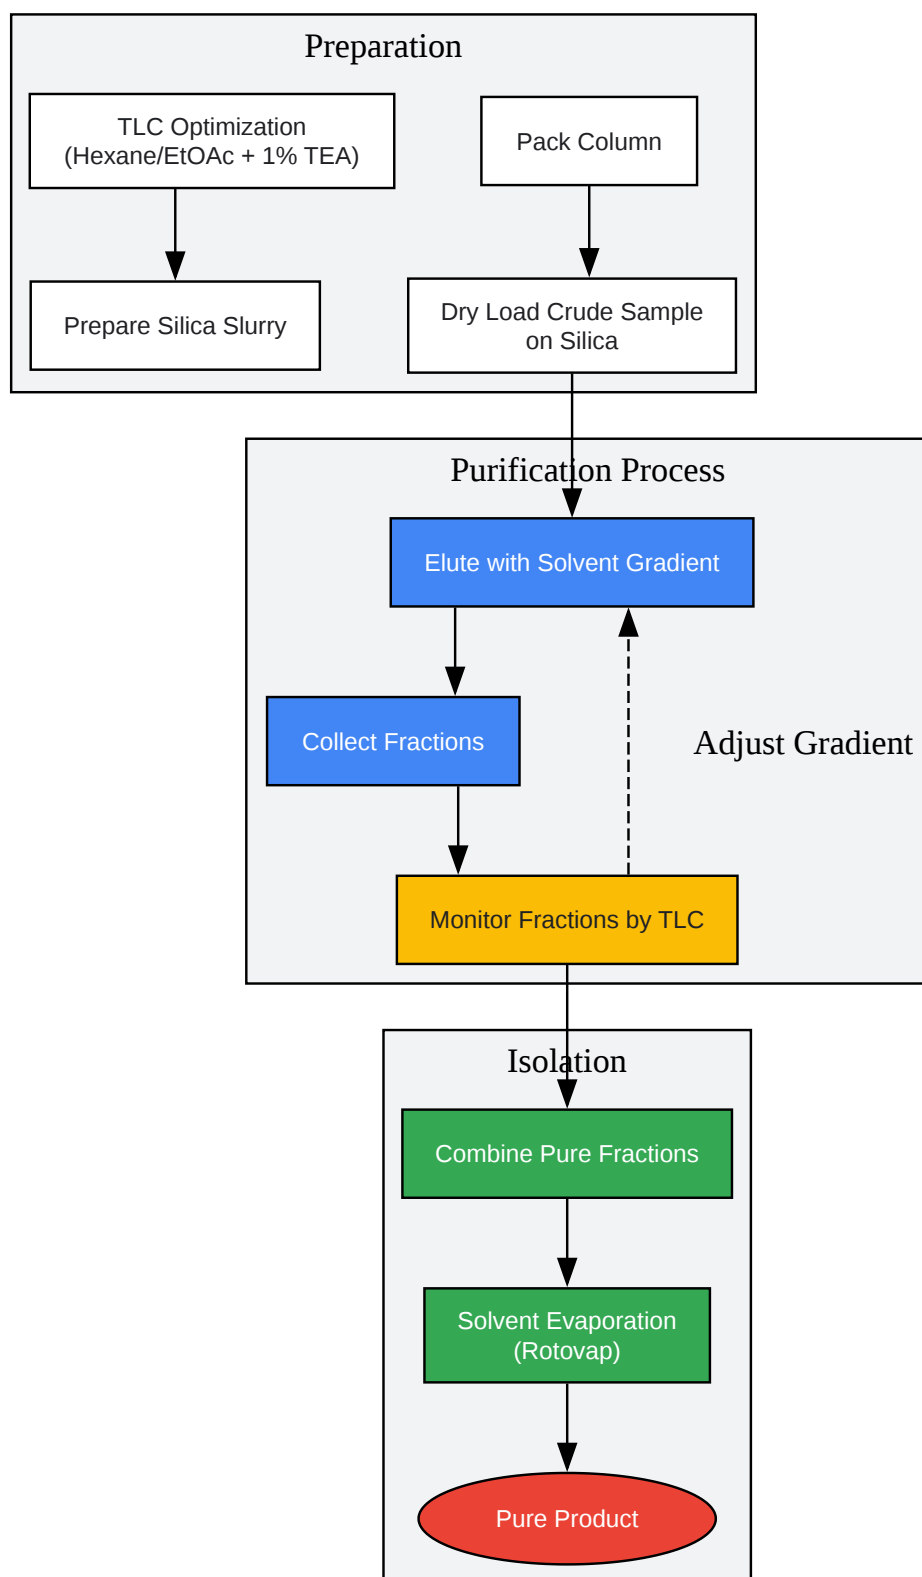 Preparation
TLC Optimization
(Hexane/EtOAc + 1% TEA)
Pack Column
Prepare Silica Slurry
Dry Load Crude Sample
on Silica
Purification Process
Elute with Solvent Gradient
Collect Fractions
Adjust Gradient
Monitor Fractions by TLC
Isolation
Combine Pure Fractions
Solvent Evaporation
(Rotovap)
Pure Product